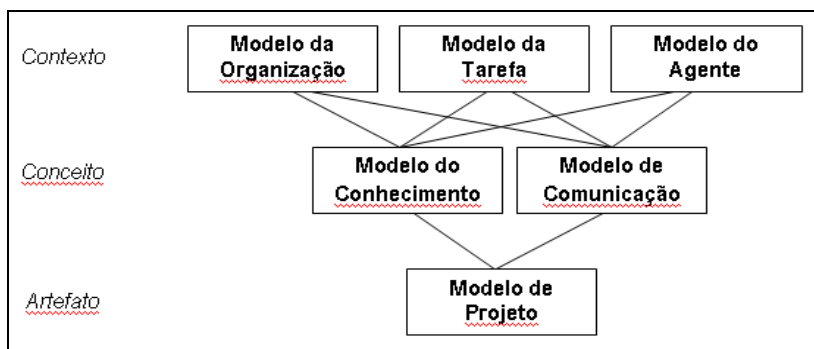 Contexto
Modelo da
Organização
Modelo da
Tarefa
Modelo do
Agente
Conceito
Modelo do
Conhecimento
Modelo de
Comunicação
Artefato
Modelo de
Projeto